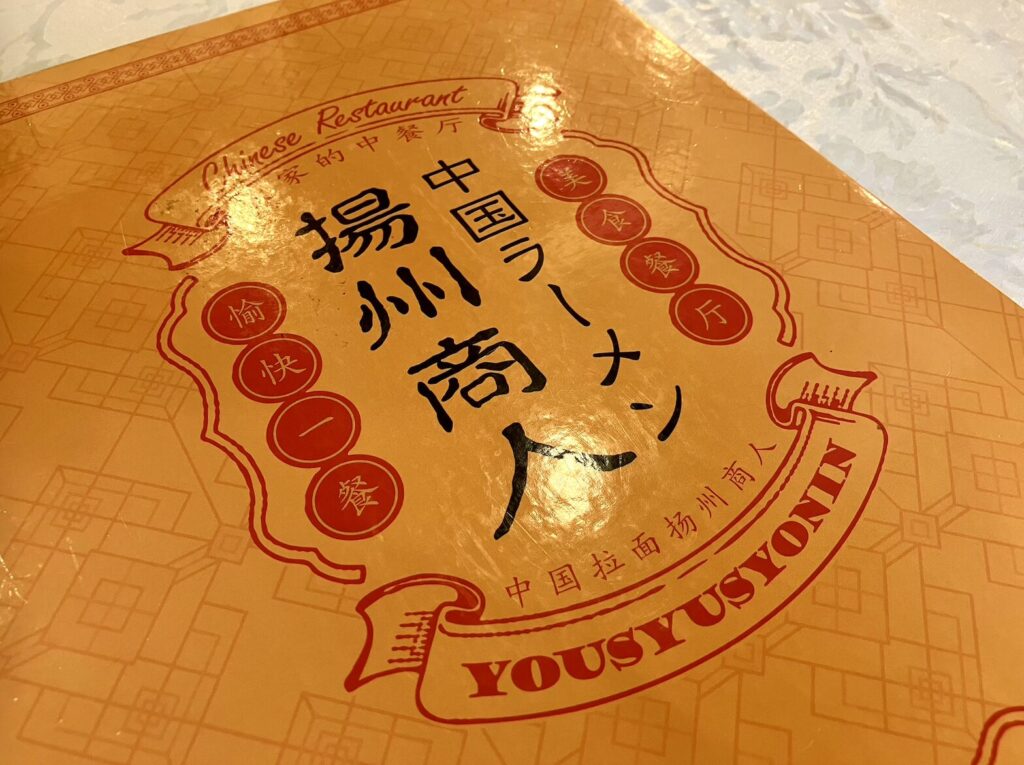 Chinese Restaurant
家的中餐厅
中国ラーメン
揚州商人
美食餐厅
愉快一餐
中国拉面扬州商人
YOUSYUSYONIN